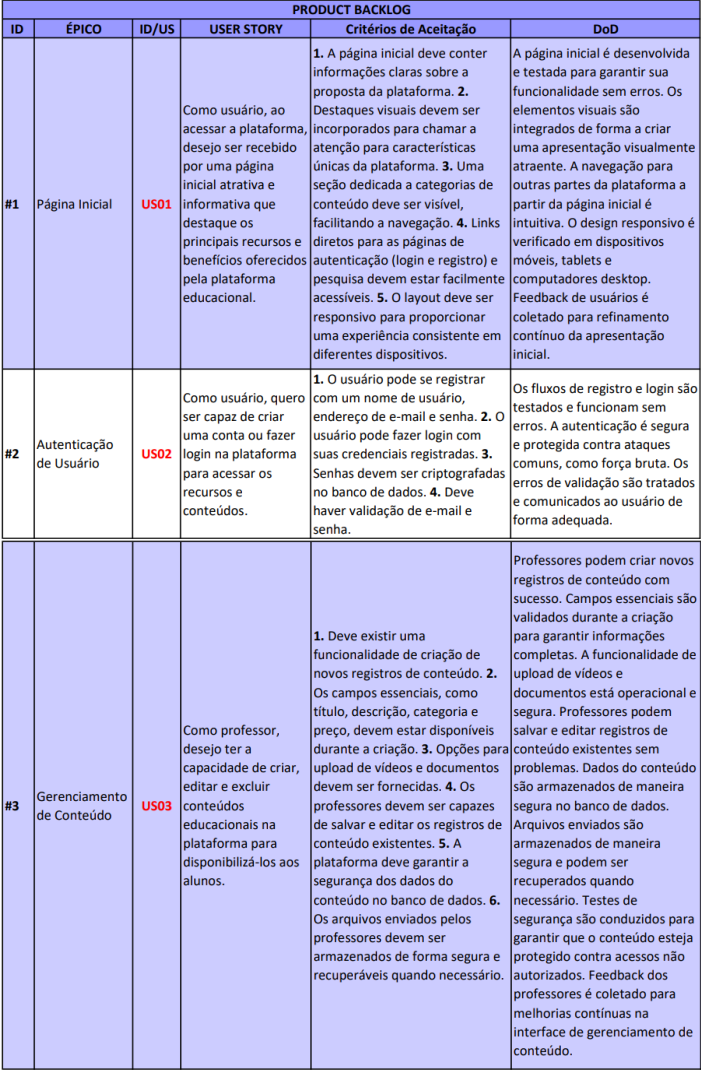 PRODUCT BACKLOG
ID ÉPICO ID/US USER STORY Critérios de Aceitação DoD
#1
Página Inicial
US01
Como usuário, ao
acessar a plataforma,
desejo ser recebido
por uma página
inicial atrativa e
informativa que
destaque os
principais recursos e
benefícios oferecidos
pela plataforma
educacional.
1. A página inicial deve conter
informações claras sobre a
proposta da plataforma. 2.
Destaques visuais devem ser
incorporados para chamar a
atenção para características
únicas da plataforma. 3. Uma
seção dedicada a categorias de
conteúdo deve ser visível,
facilitando a navegação. 4. Links
diretos para as páginas de
autenticação (login e registro) e
pesquisa devem estar facilmente
acessíveis. 5. O layout deve ser
responsivo para proporcionar
uma experiência consistente em
diferentes dispositivos.
A página inicial é desenvolvida
e testada para garantir sua
funcionalidade sem erros. Os
elementos visuais são
integrados de forma a criar
uma apresentação visualmente
atraente. A navegação para
outras partes da plataforma a
partir da página inicial é
intuitiva. O design responsivo é
verificado em dispositivos
móveis, tablets e
computadores desktop.
Feedback de usuários é
coletado para refinamento
contínuo da apresentação
inicial.
#2
Autenticação
de Usuário
US02
Como usuário, quero
ser capaz de criar
uma conta ou fazer
login na plataforma
para acessar os
recursos e
conteúdos.
1. O usuário pode se registrar
com um nome de usuário,
endereço de e-mail e senha. 2. O
usuário pode fazer login com
suas credenciais registradas. 3.
Senhas devem ser criptografadas
no banco de dados. 4. Deve
haver validação de e-mail e
senha.
Os fluxos de registro e login são
testados e funcionam sem
erros. A autenticação é segura
e protegida contra ataques
comuns, como força bruta. Os
erros de validação são tratados
e comunicados ao usuário de
forma adequada.
#3
Gerenciamento
de Conteúdo
US03
Como professor,
desejo ter a
capacidade de criar,
editar e excluir
conteúdos
educacionais na
plataforma para
disponibilizá-los aos
alunos.
1. Deve existir uma
funcionalidade de criação de
novos registros de conteúdo. 2.
Os campos essenciais, como
título, descrição, categoria e
preço, devem estar disponíveis
durante a criação. 3. Opções para
upload de vídeos e documentos
devem ser fornecidas. 4. Os
professores devem ser capazes
de salvar e editar os registros de
conteúdo existentes. 5. A
plataforma deve garantir a
segurança dos dados do
conteúdo no banco de dados. 6.
Os arquivos enviados pelos
professores devem ser
armazenados de forma segura e
recuperáveis quando necessário.
Professores podem criar novos
registros de conteúdo com
sucesso. Campos essenciais são
validados durante a criação
para garantir informações
completas. A funcionalidade de
upload de vídeos e
documentos está operacional e
segura. Professores podem
salvar e editar registros de
conteúdo existentes sem
problemas. Dados do conteúdo
são armazenados de maneira
segura no banco de dados.
Arquivos enviados são
armazenados de maneira
segura e podem ser
recuperados quando
necessário. Testes de
segurança são conduzidos para
garantir que o conteúdo esteja
protegido contra acessos não
autorizados. Feedback dos
professores é coletado para
melhorias contínuas na
interface de gerenciamento de
conteúdo.